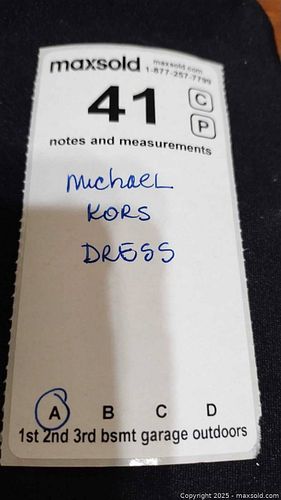 maxsold maxsold.com
1-877-257-7799
41 C
P
notes and measurements
Michael
KORS
DRESS
A B C D
1st 2nd 3rd bsmt garage outdoors
Copyright 2025 - maxsold.com